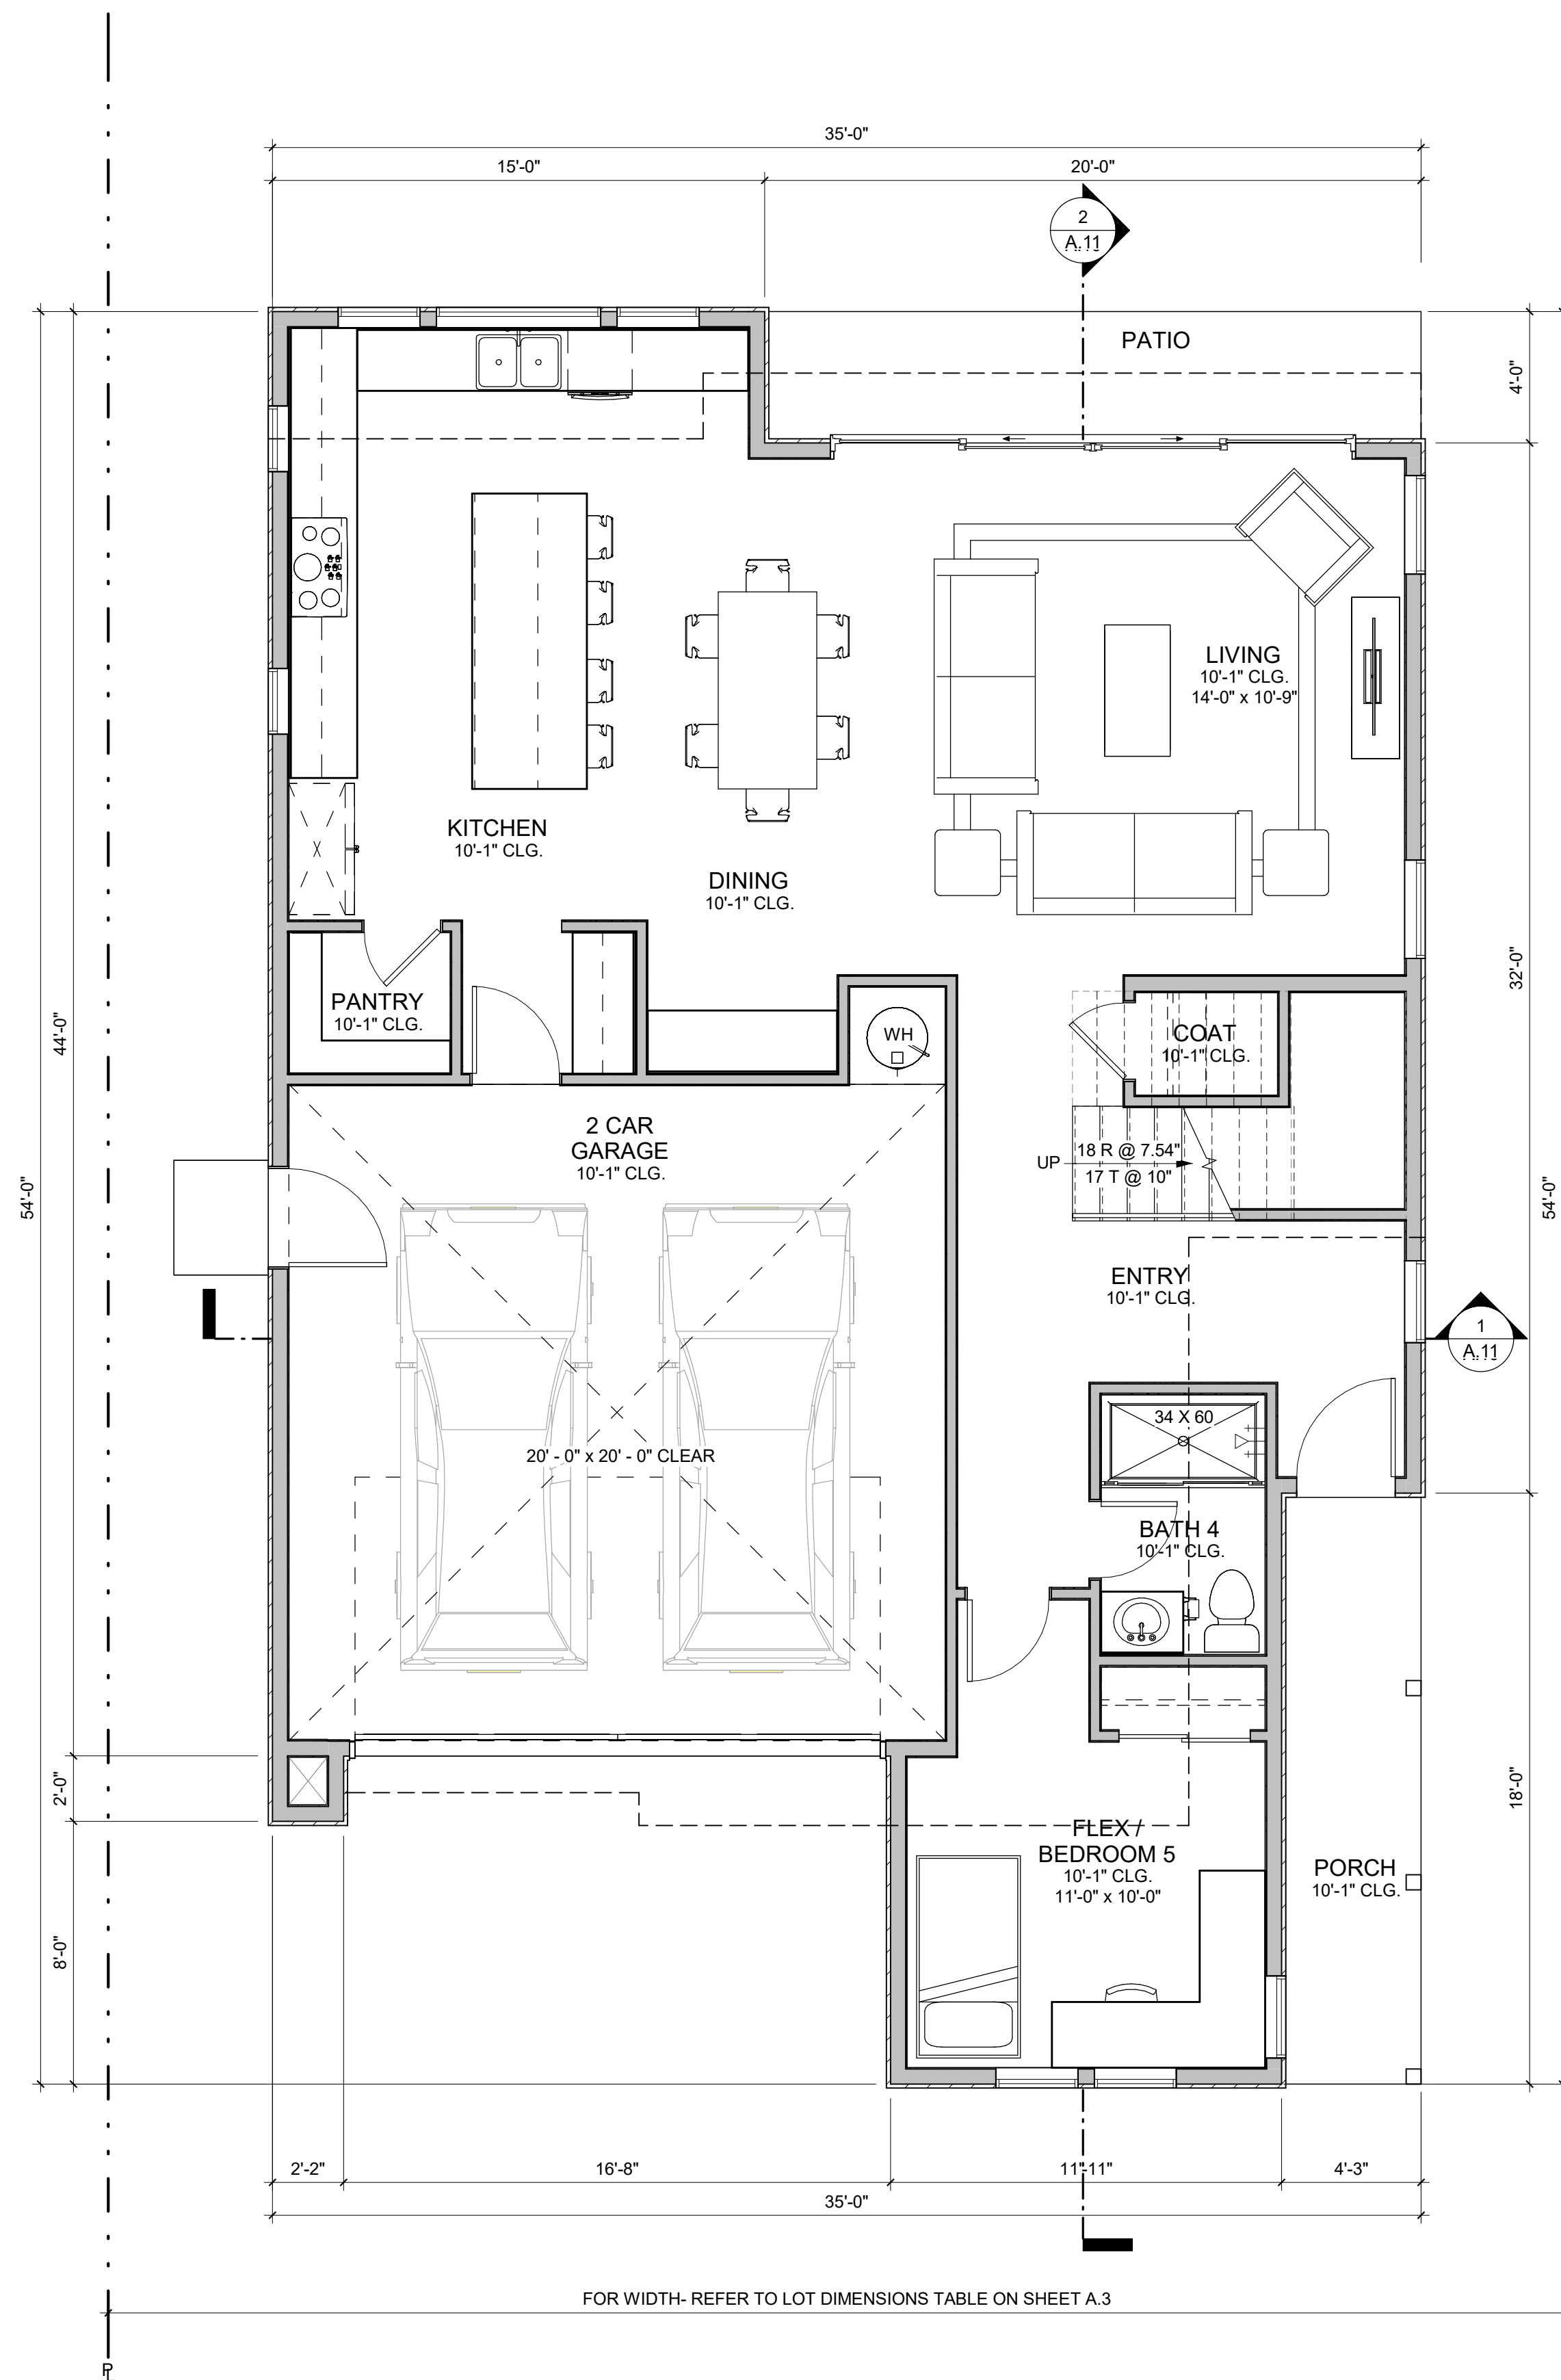 35'-0"
15'-0"
20'-0"
2
A.11
PATIO
4'-0"
LIVING
10'-1" CLG.
14'-0" x 10'-9"
KITCHEN
10'-1" CLG.
DINING
10'-1" CLG.
32'-0"
PANTRY
10'-1" CLG.
WH
COAT
10'-1" CLG.
44'-0"
2 CAR
GARAGE
10'-1" CLG.
UP
18 R @ 7.54"
17 T @ 10"
54'-0"
54'-0"
ENTRY
10'-1" CLG.
1
A.11
34 X 60
20' - 0" x 20' - 0" CLEAR
BATH 4
10'-1" CLG.
2'-0"
18'-0"
FLEX /
BEDROOM 5
10'-1" CLG.
11'-0" x 10'-0"
PORCH
10'-1" CLG.
8'-0"
2'-2"
16'-8"
11'-11"
4'-3"
35'-0"
FOR WIDTH- REFER TO LOT DIMENSIONS TABLE ON SHEET A.3
P